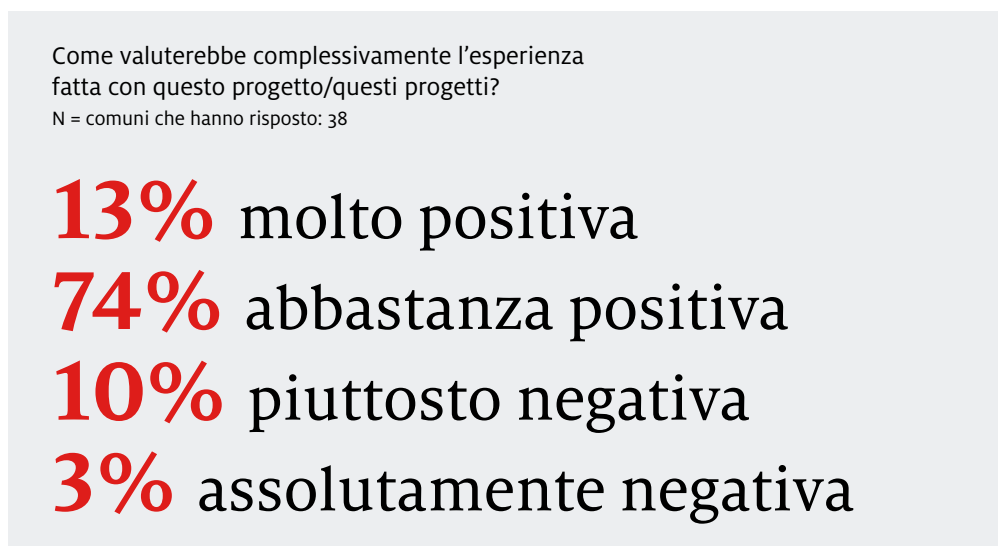 Come valuterebbe complessivamente l’esperienza
fatta con questo progetto/questi progetti?
N = comuni che hanno risposto: 38
13% molto positiva
74% abbastanza positiva
10% piuttosto negativa
3% assolutamente negativa